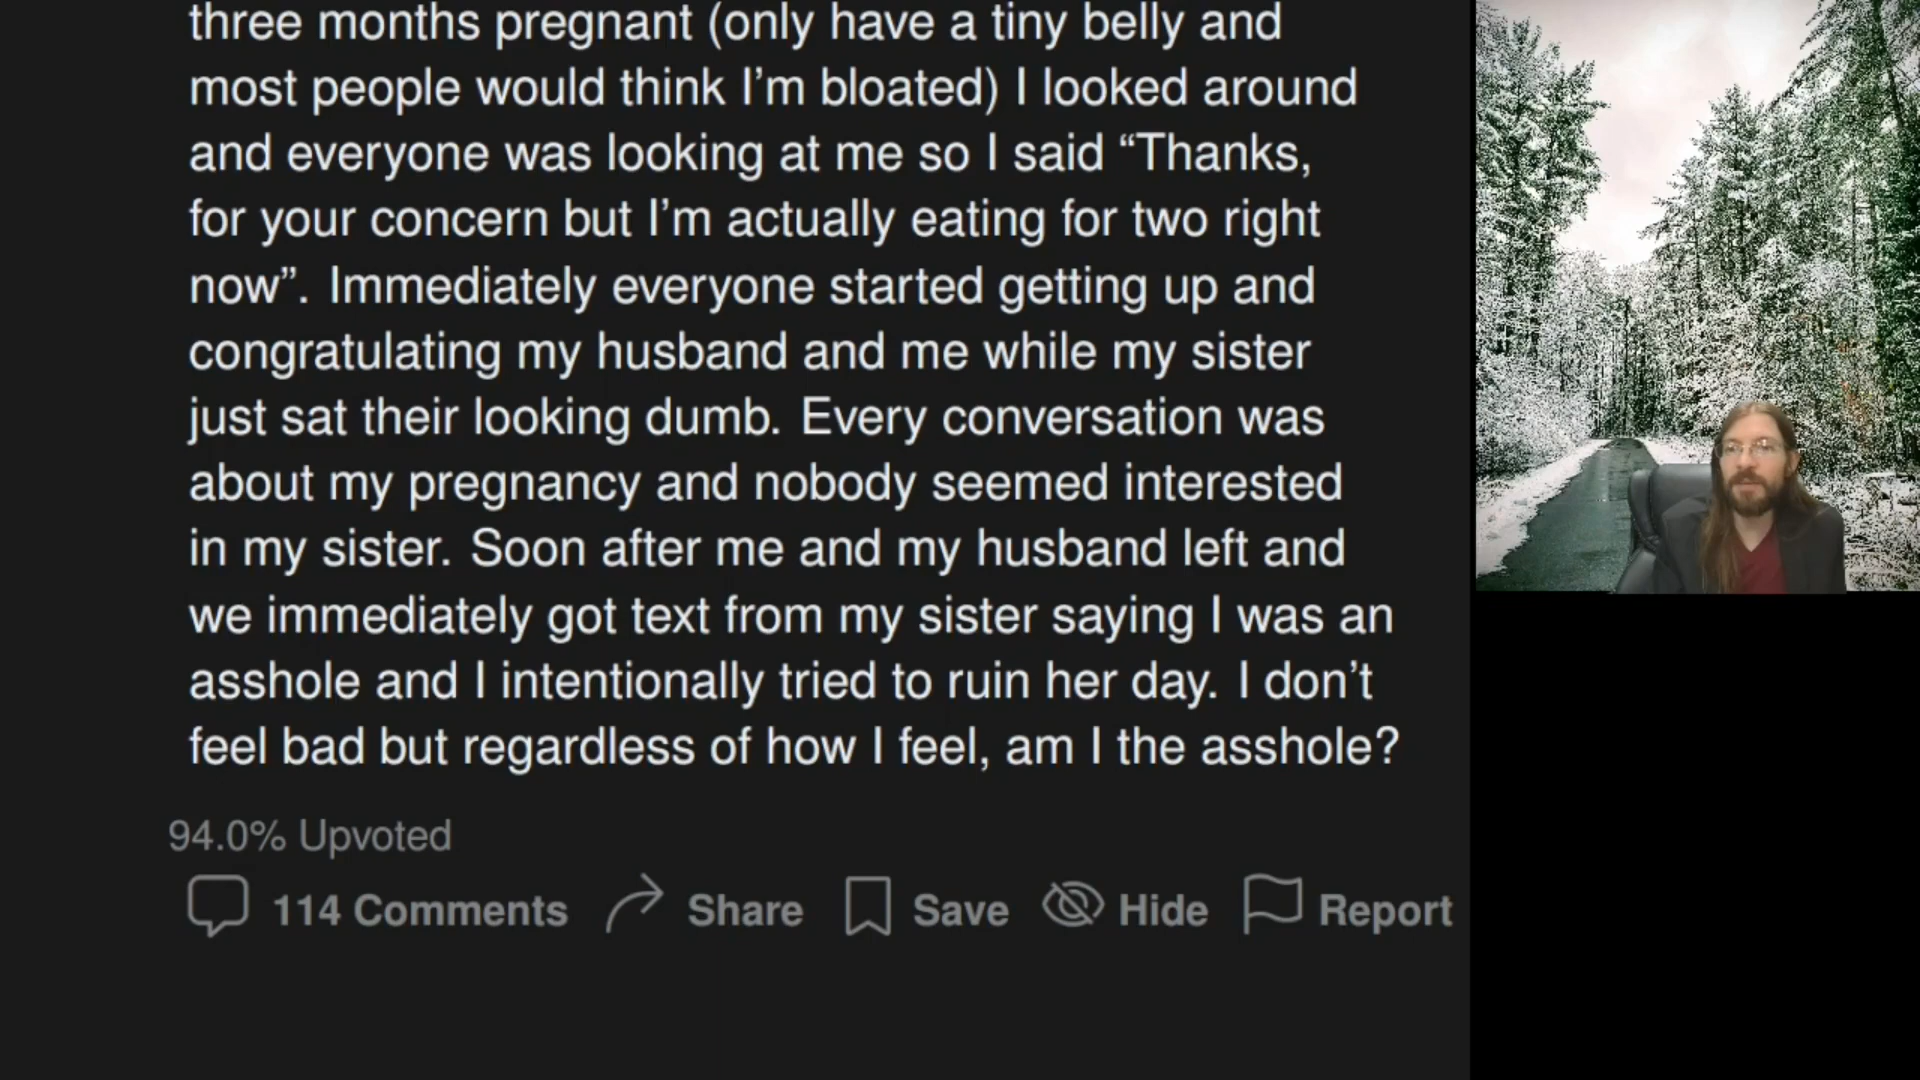 three months pregnant (only have a tiny belly and
most people would think I’m bloated) I looked around
and everyone was looking at me so I said “Thanks,
for your concern but I’m actually eating for two right
now”. Immediately everyone started getting up and
congratulating my husband and me while my sister
just sat their looking dumb. Every conversation was
about my pregnancy and nobody seemed interested
in my sister. Soon after me and my husband left and
we immediately got text from my sister saying I was an
asshole and I intentionally tried to ruin her day. I don’t
feel bad but regardless of how I feel, am I the asshole?
94.0% Upvoted
114 Comments Share Save Hide Report